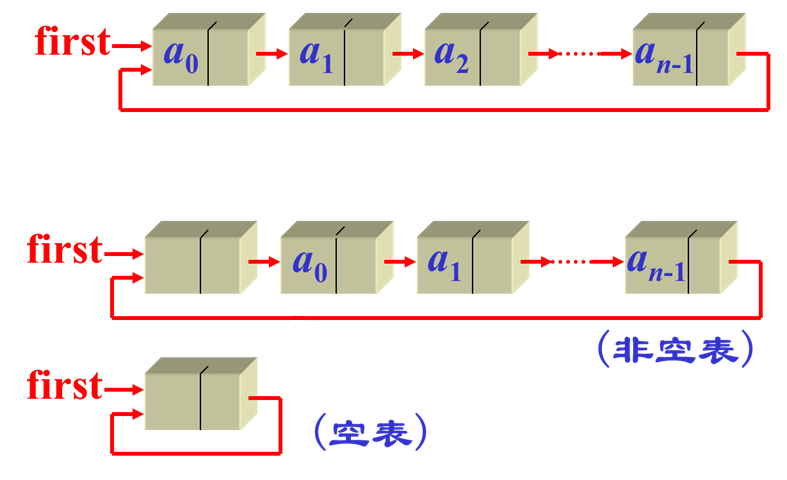 first a0 a1 a2 ...... an-1
first a0 a1 ...... an-1
(非空表)
first
(空表)